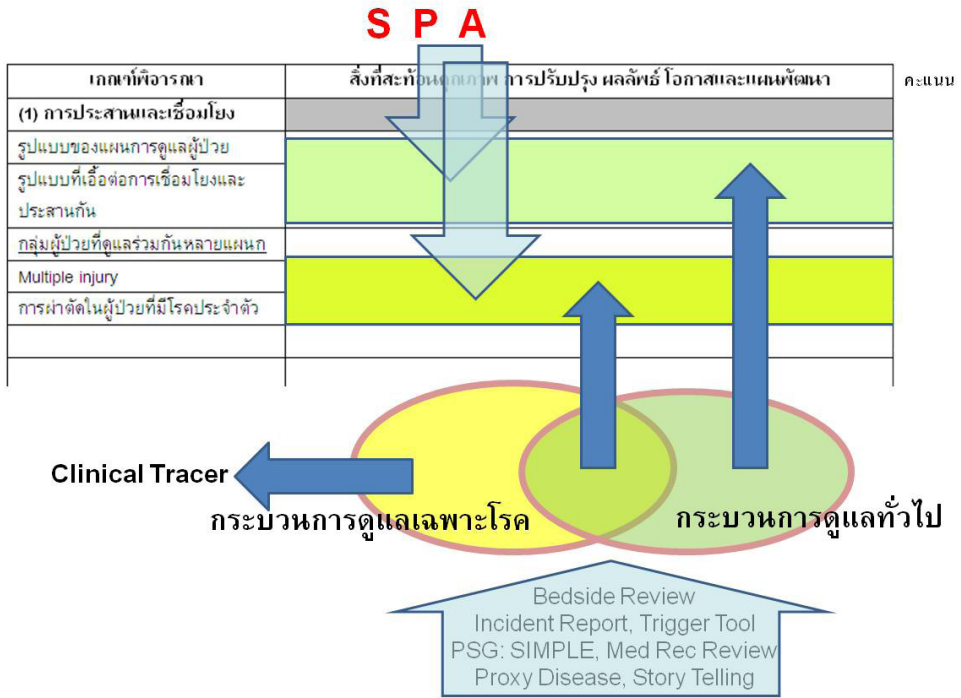 S P A
เกณฑ์พิจารณา
สิ่งที่สะท้อนคุณภาพ การปรับปรุง ผลลัพธ์ โอกาสและแผนพัฒนา
คะแนน
(1) การประสานและเชื่อมโยง
รูปแบบของแผนการดูแลผู้ป่วย
รูปแบบที่เอื้อต่อการเชื่อมโยงและ
ประสานกัน
กลุ่มผู้ป่วยที่ดูแลร่วมกันหลายแผนก
Multiple injury
การผ่าตัดในผู้ป่วยที่มีโรคประจำตัว
Clinical Tracer
กระบวนการดูแลเฉพาะโรค
กระบวนการดูแลทั่วไป
Bedside Review
Incident Report, Trigger Tool
PSG: SIMPLE, Med Rec Review
Proxy Disease, Story Telling